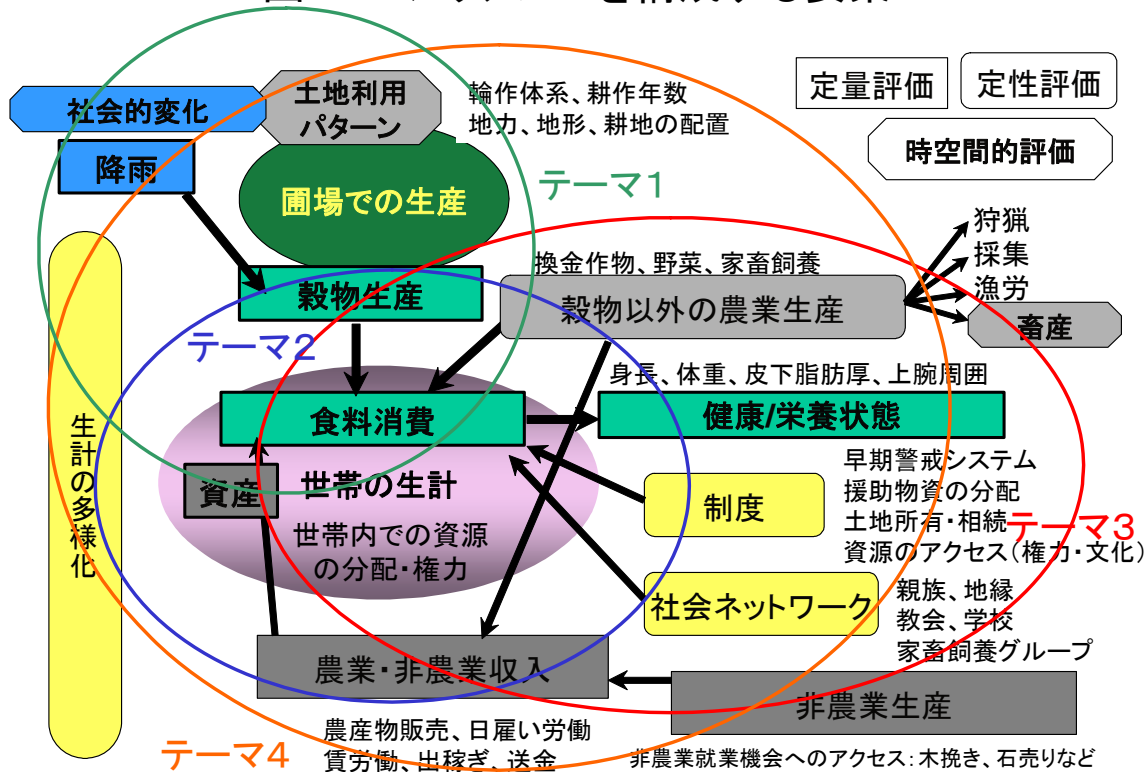 を構成する要素
社会的変化
土地利用
パターン
輪作体系、耕作年数
地力、地形、耕地の配置
定量評価
定性評価
時空間的評価
降雨
圃場での生産
テーマ1
狩猟
採集
漁労
畜産
換金作物、野菜、家畜飼養
穀物生産
穀物以外の農業生産
テーマ2
身長、体重、皮下脂肪厚、上腕周囲
食料消費
健康/栄養状態
生計の多様化
資産
世帯の生計
世帯内での資源
の分配・権力
制度
早期警戒システム
援助物資の分配
土地所有・相続
資源のアクセス(権力・文化)
テーマ3
社会ネットワーク
親族、地縁
教会、学校
家畜飼養グループ
農業・非農業収入
非農業生産
テーマ4
農産物販売、日雇い労働
賃労働、出稼ぎ、送金
非農業就業機会へのアクセス:木挽き、石売りなど